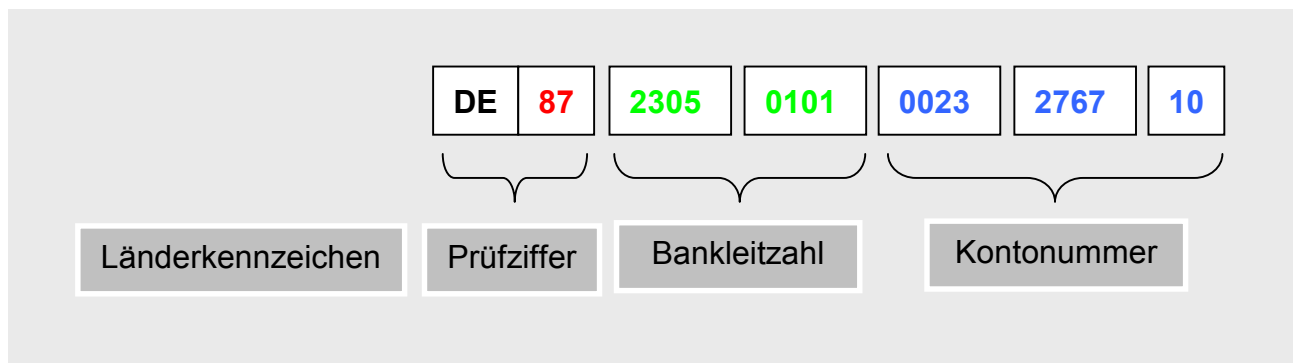 DE 87 2305 0101 0023 2767 10
Länderkennzeichen Prüfziffer Bankleitzahl Kontonummer